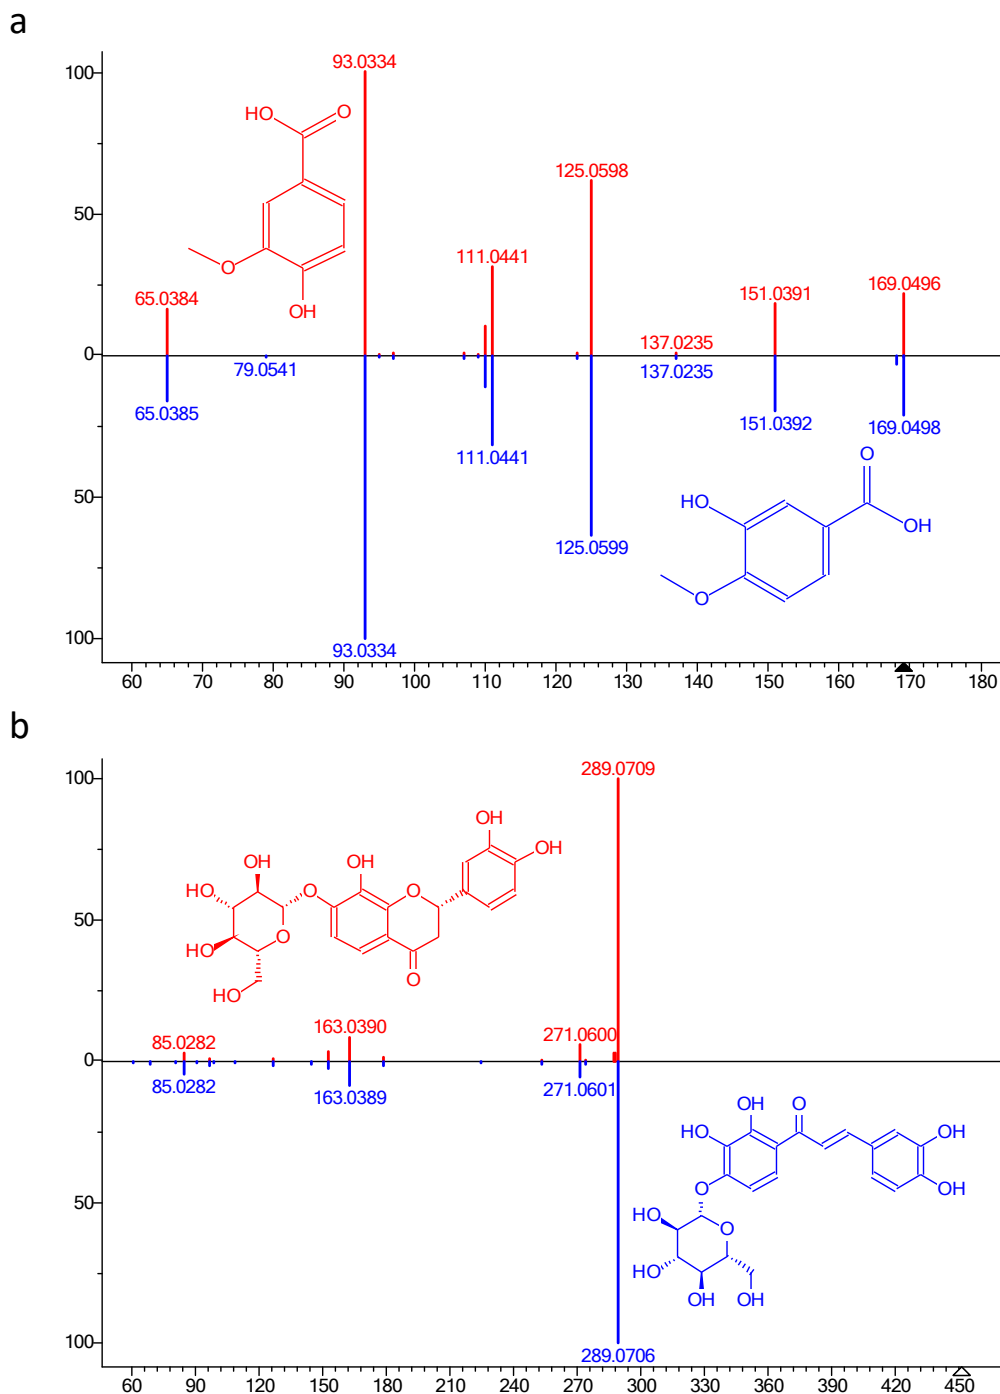 a
100
93.0334
HO
O
125.0598
50
111.0441
65.0384
O
OH
151.0391
169.0496
137.0235
0
79.0541
137.0235
65.0385
151.0392
169.0498
111.0441
O
HO
OH
50
125.0599
O
100
93.0334
60 70 80 90 100 110 120 130 140 150 160 170 180
b
100
289.0709
OH
OH
OH
OH
HO
O
O
50
HO
O
O
HO
85.0282
163.0390
271.0600
0
85.0282
163.0389
271.0601
OH
O
HO
OH
O
OH
50
HO
O
HO
OH
OH
100
289.0706
60 90 120 150 180 210 240 270 300 330 360 390 420 450